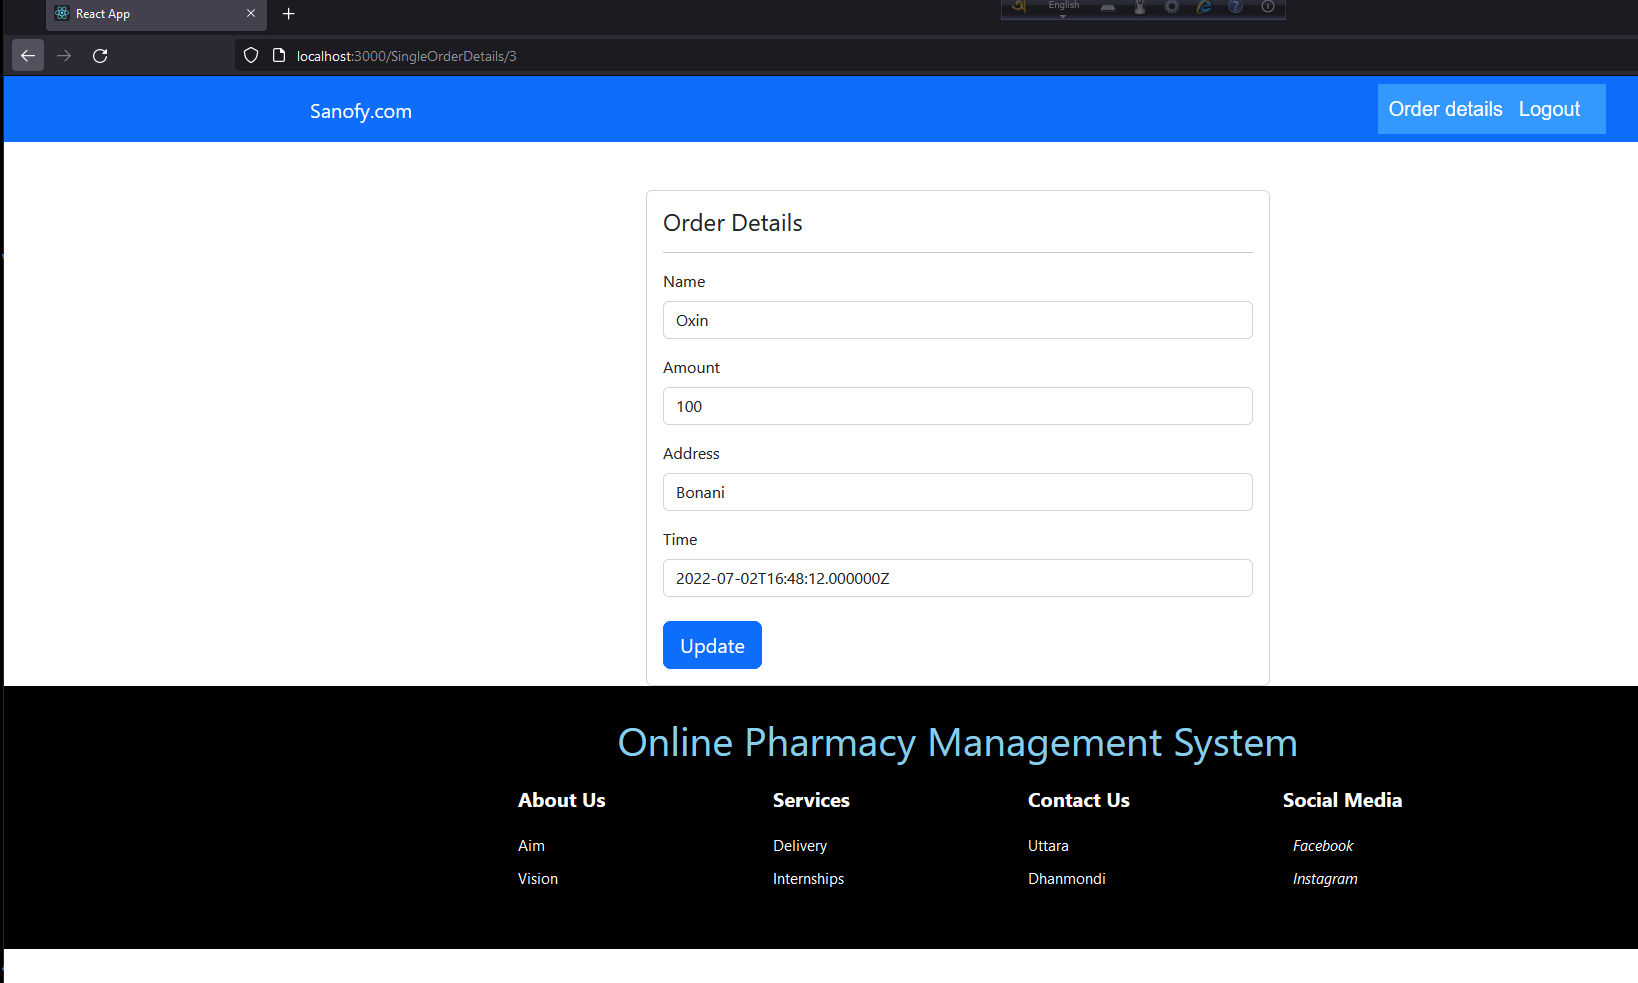 React App
অ English
localhost:3000/SingleOrderDetails/3
Sanofy.com
Order details Logout
Order Details
Name
Oxin
Amount
100
Address
Bonani
Time
2022-07-02T16:48:12.000000Z
Update
Online Pharmacy Management System
About Us Services Contact Us Social Media
Aim Delivery Uttara Facebook
Vision Internships Dhanmondi Instagram